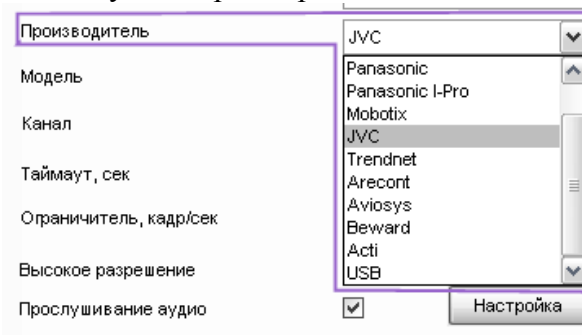 Производитель JVC
Panasonic
Модель
Panasonic I-Pro
Mobotix
Канал
JVC
Trendnet
Таймаут, сек
Arecont
Aviosys
Ограничитель, кадр/сек
Beward
Acti
Высокое разрешение
USB
Прослушивание аудио Настройка